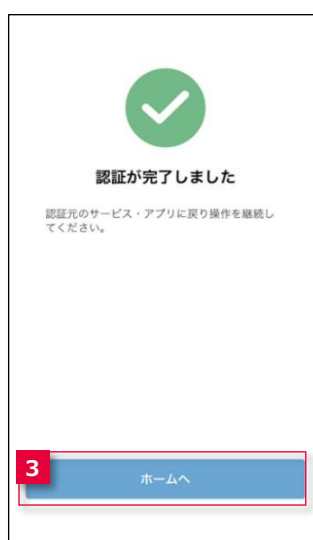 認証が完了しました
認証元のサービス・アプリに戻り操作を継続し
てください。
3
ホームへ